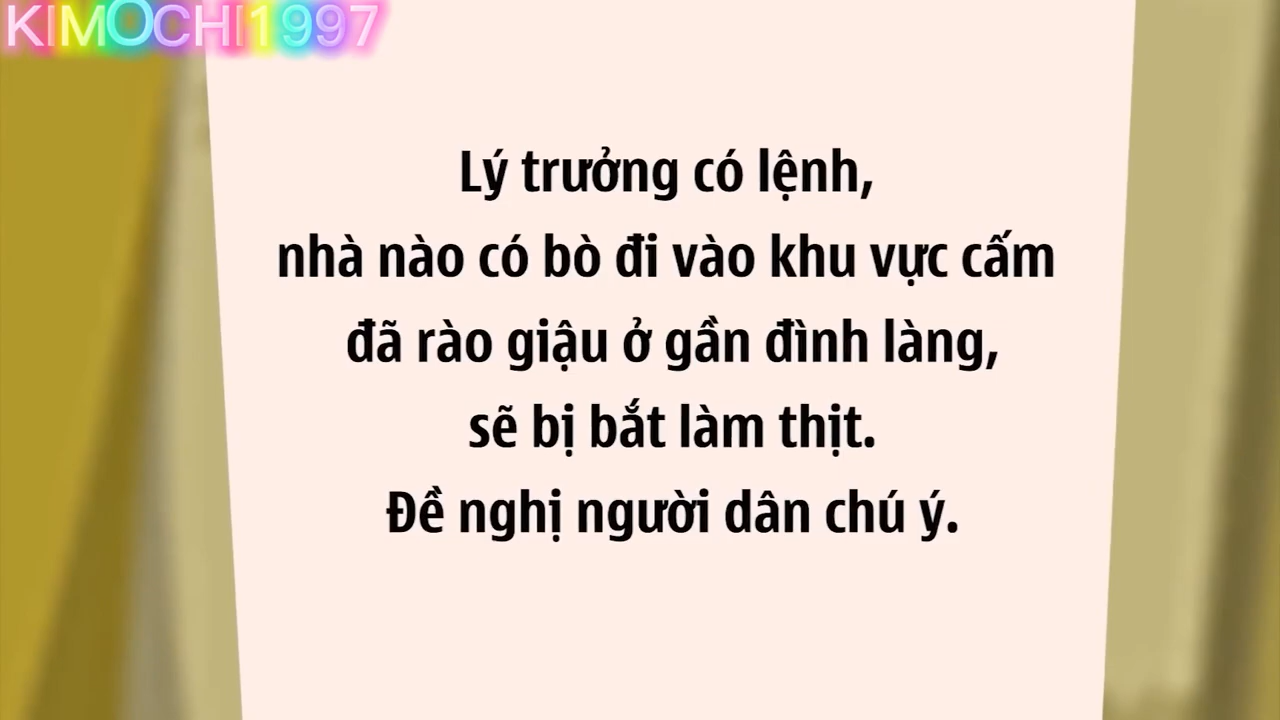 KIMOCHI1997
Lý trưởng có lệnh,
nhà nào có bò đi vào khu vực cấm
đã rào giậu ở gần đình làng,
sẽ bị bắt làm thịt.
Đề nghị người dân chú ý.